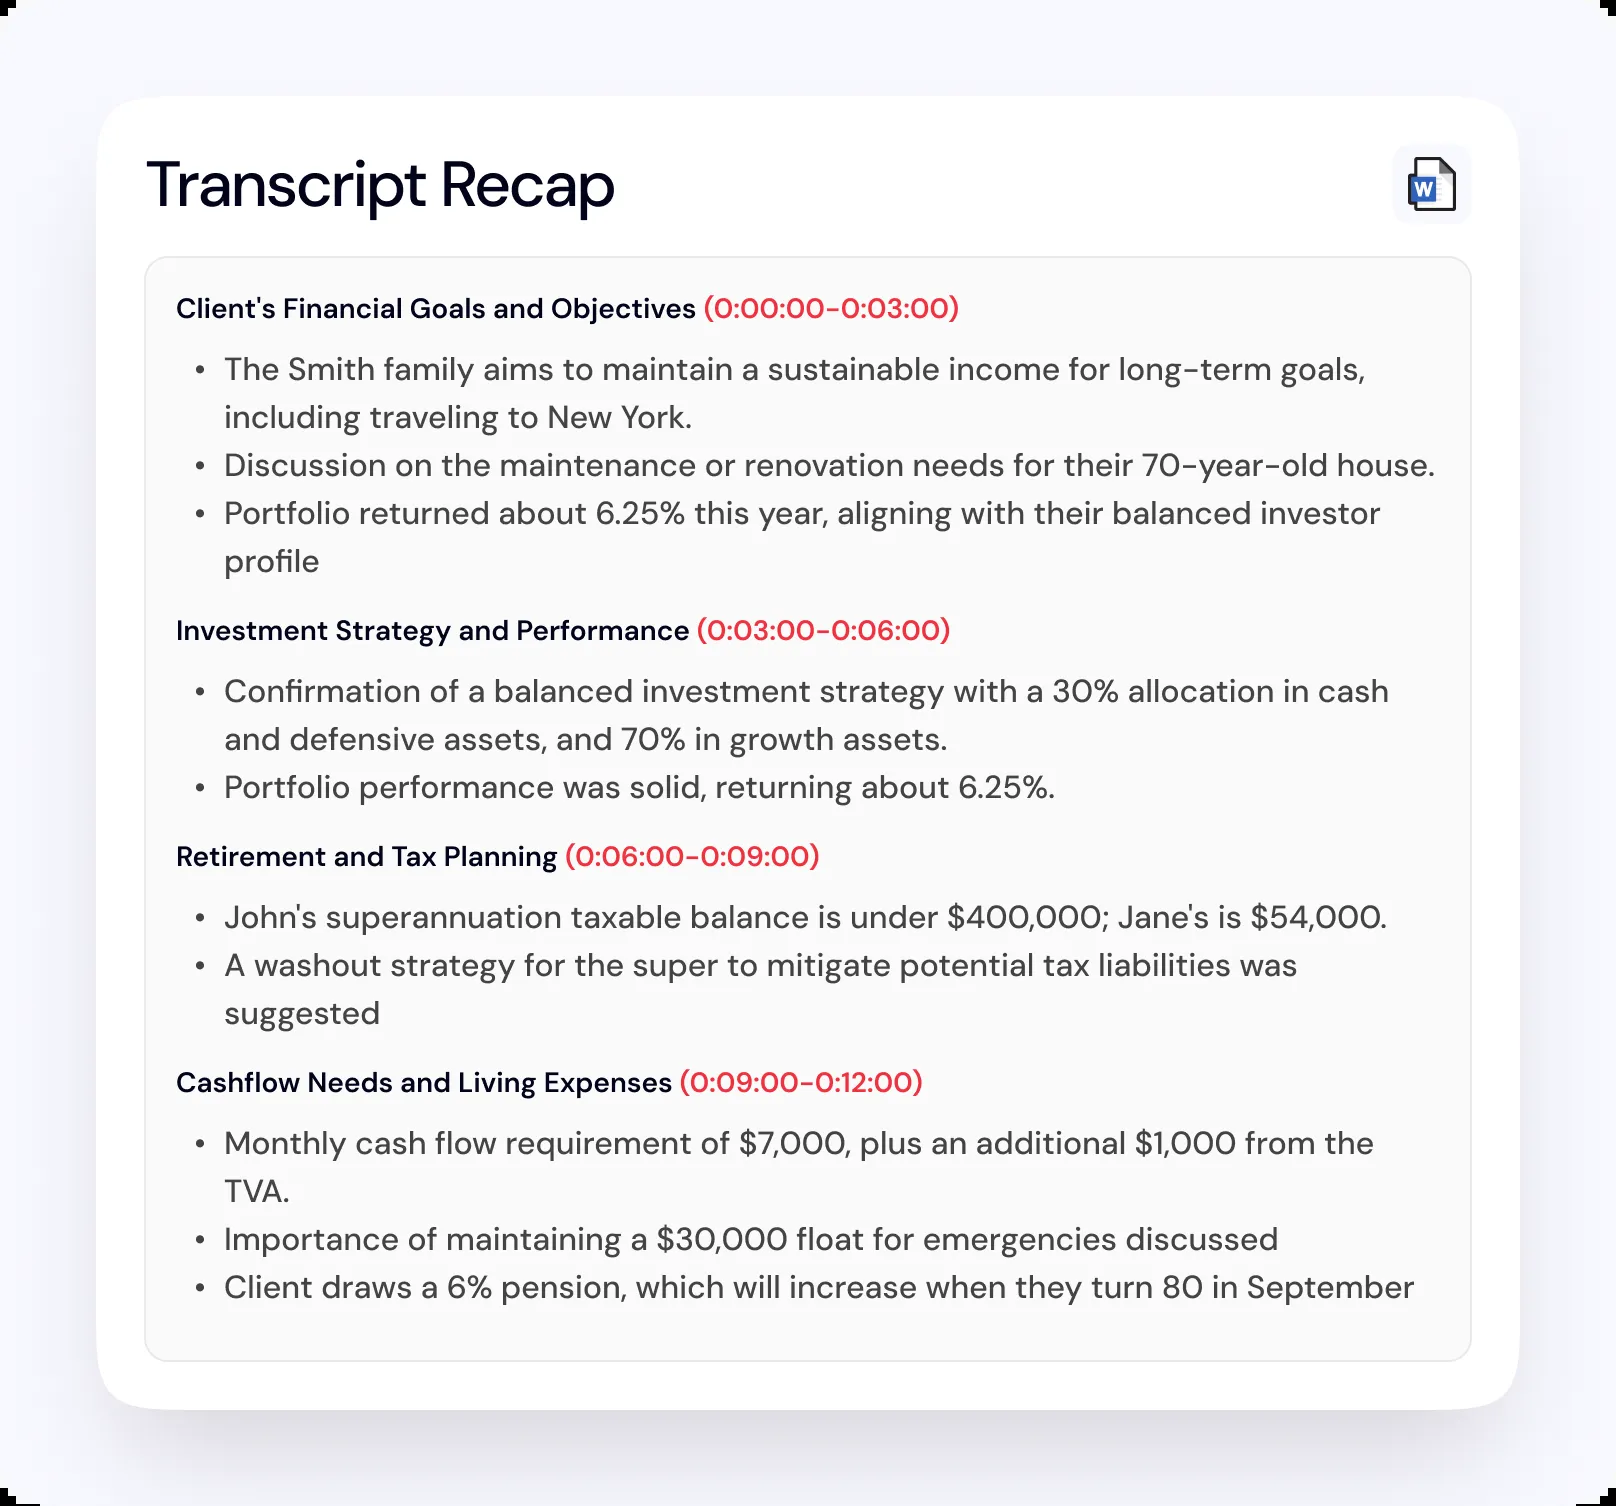 Transcript Recap
W
Client's Financial Goals and Objectives (0:00:00-0:03:00)
• The Smith family aims to maintain a sustainable income for long-term goals,
including traveling to New York.
• Discussion on the maintenance or renovation needs for their 70-year-old house.
• Portfolio returned about 6.25% this year, aligning with their balanced investor
profile
Investment Strategy and Performance (0:03:00-0:06:00)
• Confirmation of a balanced investment strategy with a 30% allocation in cash
and defensive assets, and 70% in growth assets.
• Portfolio performance was solid, returning about 6.25%.
Retirement and Tax Planning (0:06:00-0:09:00)
• John's superannuation taxable balance is under $400,000; Jane's is $54,000.
• A washout strategy for the super to mitigate potential tax liabilities was
suggested
Cashflow Needs and Living Expenses (0:09:00-0:12:00)
• Monthly cash flow requirement of $7,000, plus an additional $1,000 from the
TVA.
• Importance of maintaining a $30,000 float for emergencies discussed
• Client draws a 6% pension, which will increase when they turn 80 in September